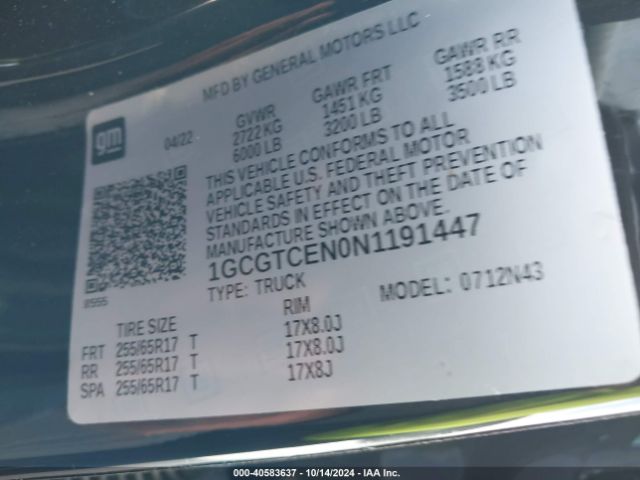 MFD BY GENERAL MOTORS LLC
gm
04/22
GVWR GAWR FRT GAWR RR
2722 KG 1451 KG 1588 KG
6000 LB 3200 LB 3500 LB
THIS VEHICLE CONFORMS TO ALL
APPLICABLE U.S. FEDERAL MOTOR
VEHICLE SAFETY AND THEFT PREVENTION
STANDARDS IN EFFECT ON THE DATE OF
MANUFACTURE SHOWN ABOVE.
1GCGTCEN0N1191447
TYPE: TRUCK MODEL: 0712N43
TIRE SIZE RIM
FRT 255/65R17 T 17X8.0J
RR 255/65R17 T 17X8.0J
SPA 255/65R17 T 17X8J
000-40583637 - 10/14/2024 - IAA Inc.